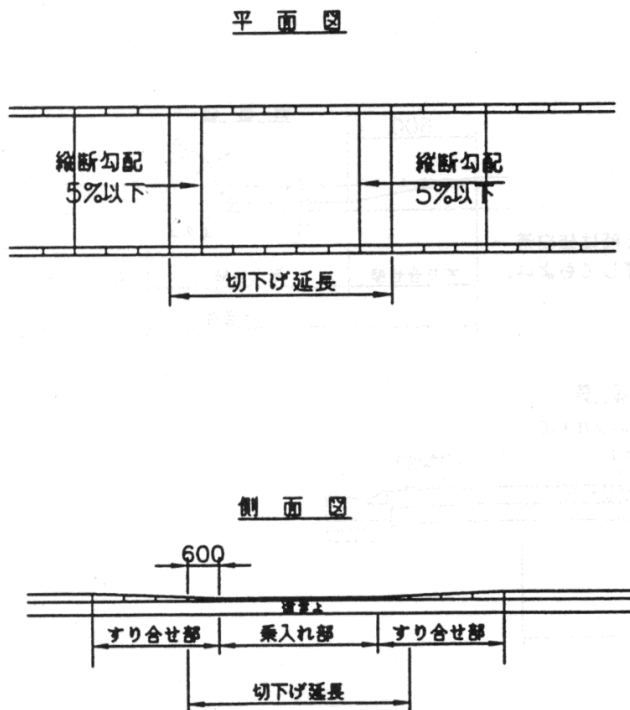 平面図
縦断勾配
5%以下
縦断勾配
5%以下
切下げ延長
側面図
600
すり合せ部
乗入れ部
すり合せ部
切下げ延長